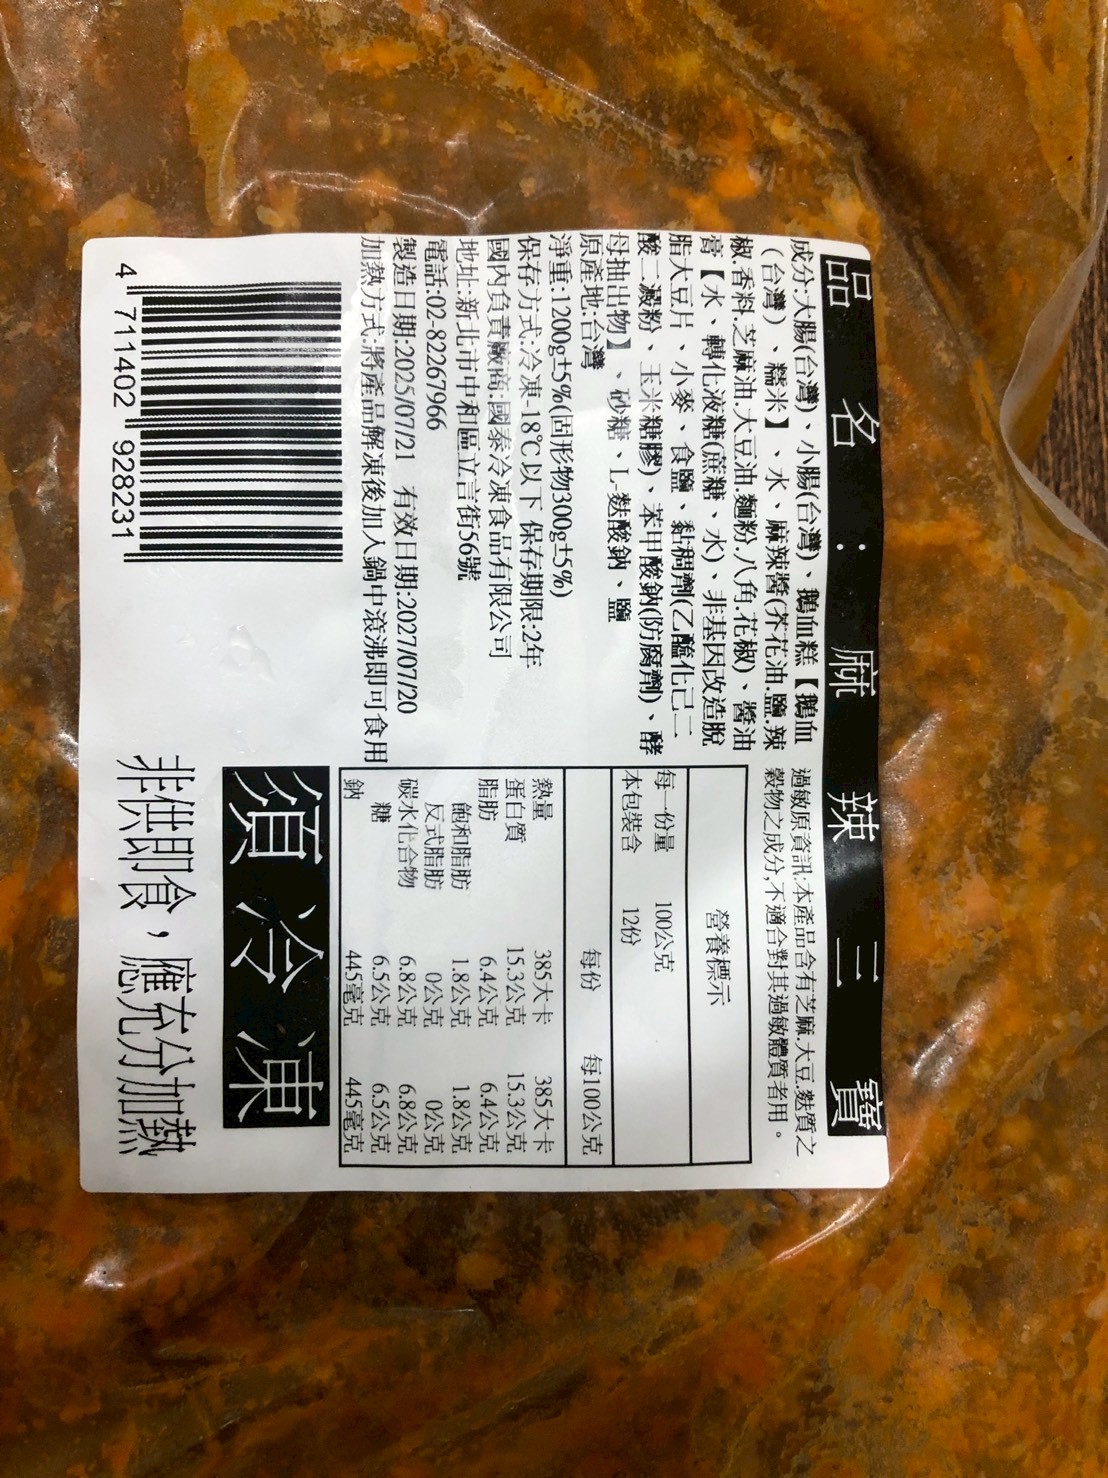 品名：麻辣三寶
成分:大腸(台灣)、小腸(台灣)、鵝血糕【鵝血
(台灣)、糯米】、水、麻辣醬(芥花油.鹽.辣
椒.香料.芝麻油.大豆油.麵粉.八角.花椒)、醬油
膏【水、轉化液糖(蔗糖、水)、非基因改造脫
脂大豆片、小麥、食鹽、黏稠劑(乙醯化己二
酸二澱粉、玉米糖膠)、苯甲酸鈉(防腐劑)、酵
母抽出物】、砂糖、L-麩酸鈉、鹽
原產地:台灣
淨重:1200g±5%(固形物300g±5%)
保存方式:冷凍-18℃以下 保存期限:2年
國內負責廠商:國泰冷凍食品有限公司
地址:新北市中和區立言街56號
電話:02-82267966
製造日期:2025/07/21 有效日期:2027/07/20
加熱方式:將產品解凍後加入鍋中滾沸即可食用
4 711402 928231
過敏原資訊:本產品含有芝麻.大豆.麩質之
穀物之成分,不適合對其過敏體質者用。
營養標示
每一份量 100公克
本包裝含 12份
每份 每100公克
熱量 385大卡 385大卡
蛋白質 15.3公克 15.3公克
脂肪 6.4公克 6.4公克
飽和脂肪 1.8公克 1.8公克
反式脂肪 0公克 0公克
碳水化合物 6.8公克 6.8公克
糖 6.5公克 6.5公克
鈉 445毫克 445毫克
須冷凍
非供即食，應充分加熱